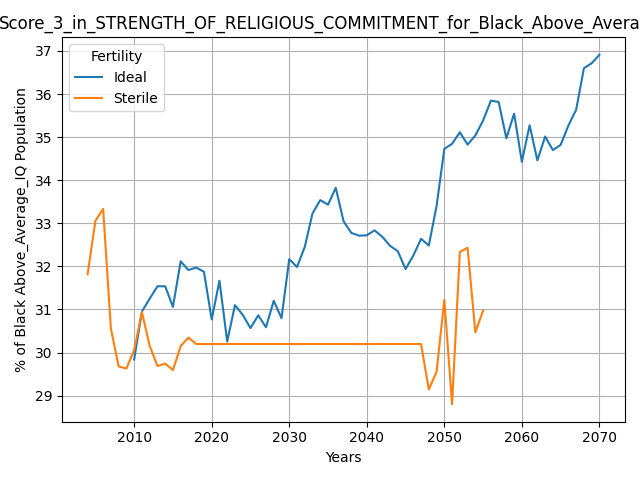 Score_3_in_STRENGTH_OF_RELIGIOUS_COMMITMENT_for_Black_Above_Avera
Fertility
Ideal
Sterile
% of Black Above_Average_IQ Population
37
36
35
34
33
32
31
30
29
2010 2020 2030 2040 2050 2060 2070
Years